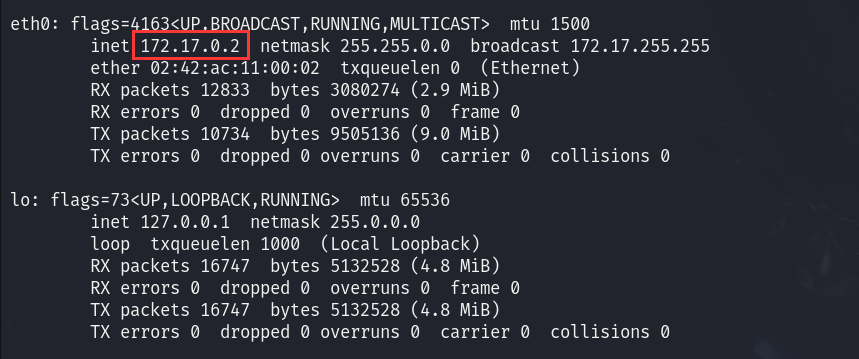 eth0: flags=4163<UP,BROADCAST,RUNNING,MULTICAST>  mtu 1500
        inet 172.17.0.2  netmask 255.255.0.0  broadcast 172.17.255.255
        ether 02:42:ac:11:00:02  txqueuelen 0  (Ethernet)
        RX packets 12833  bytes 3080274 (2.9 MiB)
        RX errors 0  dropped 0  overruns 0  frame 0
        TX packets 10734  bytes 9505136 (9.0 MiB)
        TX errors 0  dropped 0 overruns 0  carrier 0  collisions 0

lo: flags=73<UP,LOOPBACK,RUNNING>  mtu 65536
        inet 127.0.0.1  netmask 255.0.0.0
        loop  txqueuelen 1000  (Local Loopback)
        RX packets 16747  bytes 5132528 (4.8 MiB)
        RX errors 0  dropped 0  overruns 0  frame 0
        TX packets 16747  bytes 5132528 (4.8 MiB)
        TX errors 0  dropped 0 overruns 0  carrier 0  collisions 0